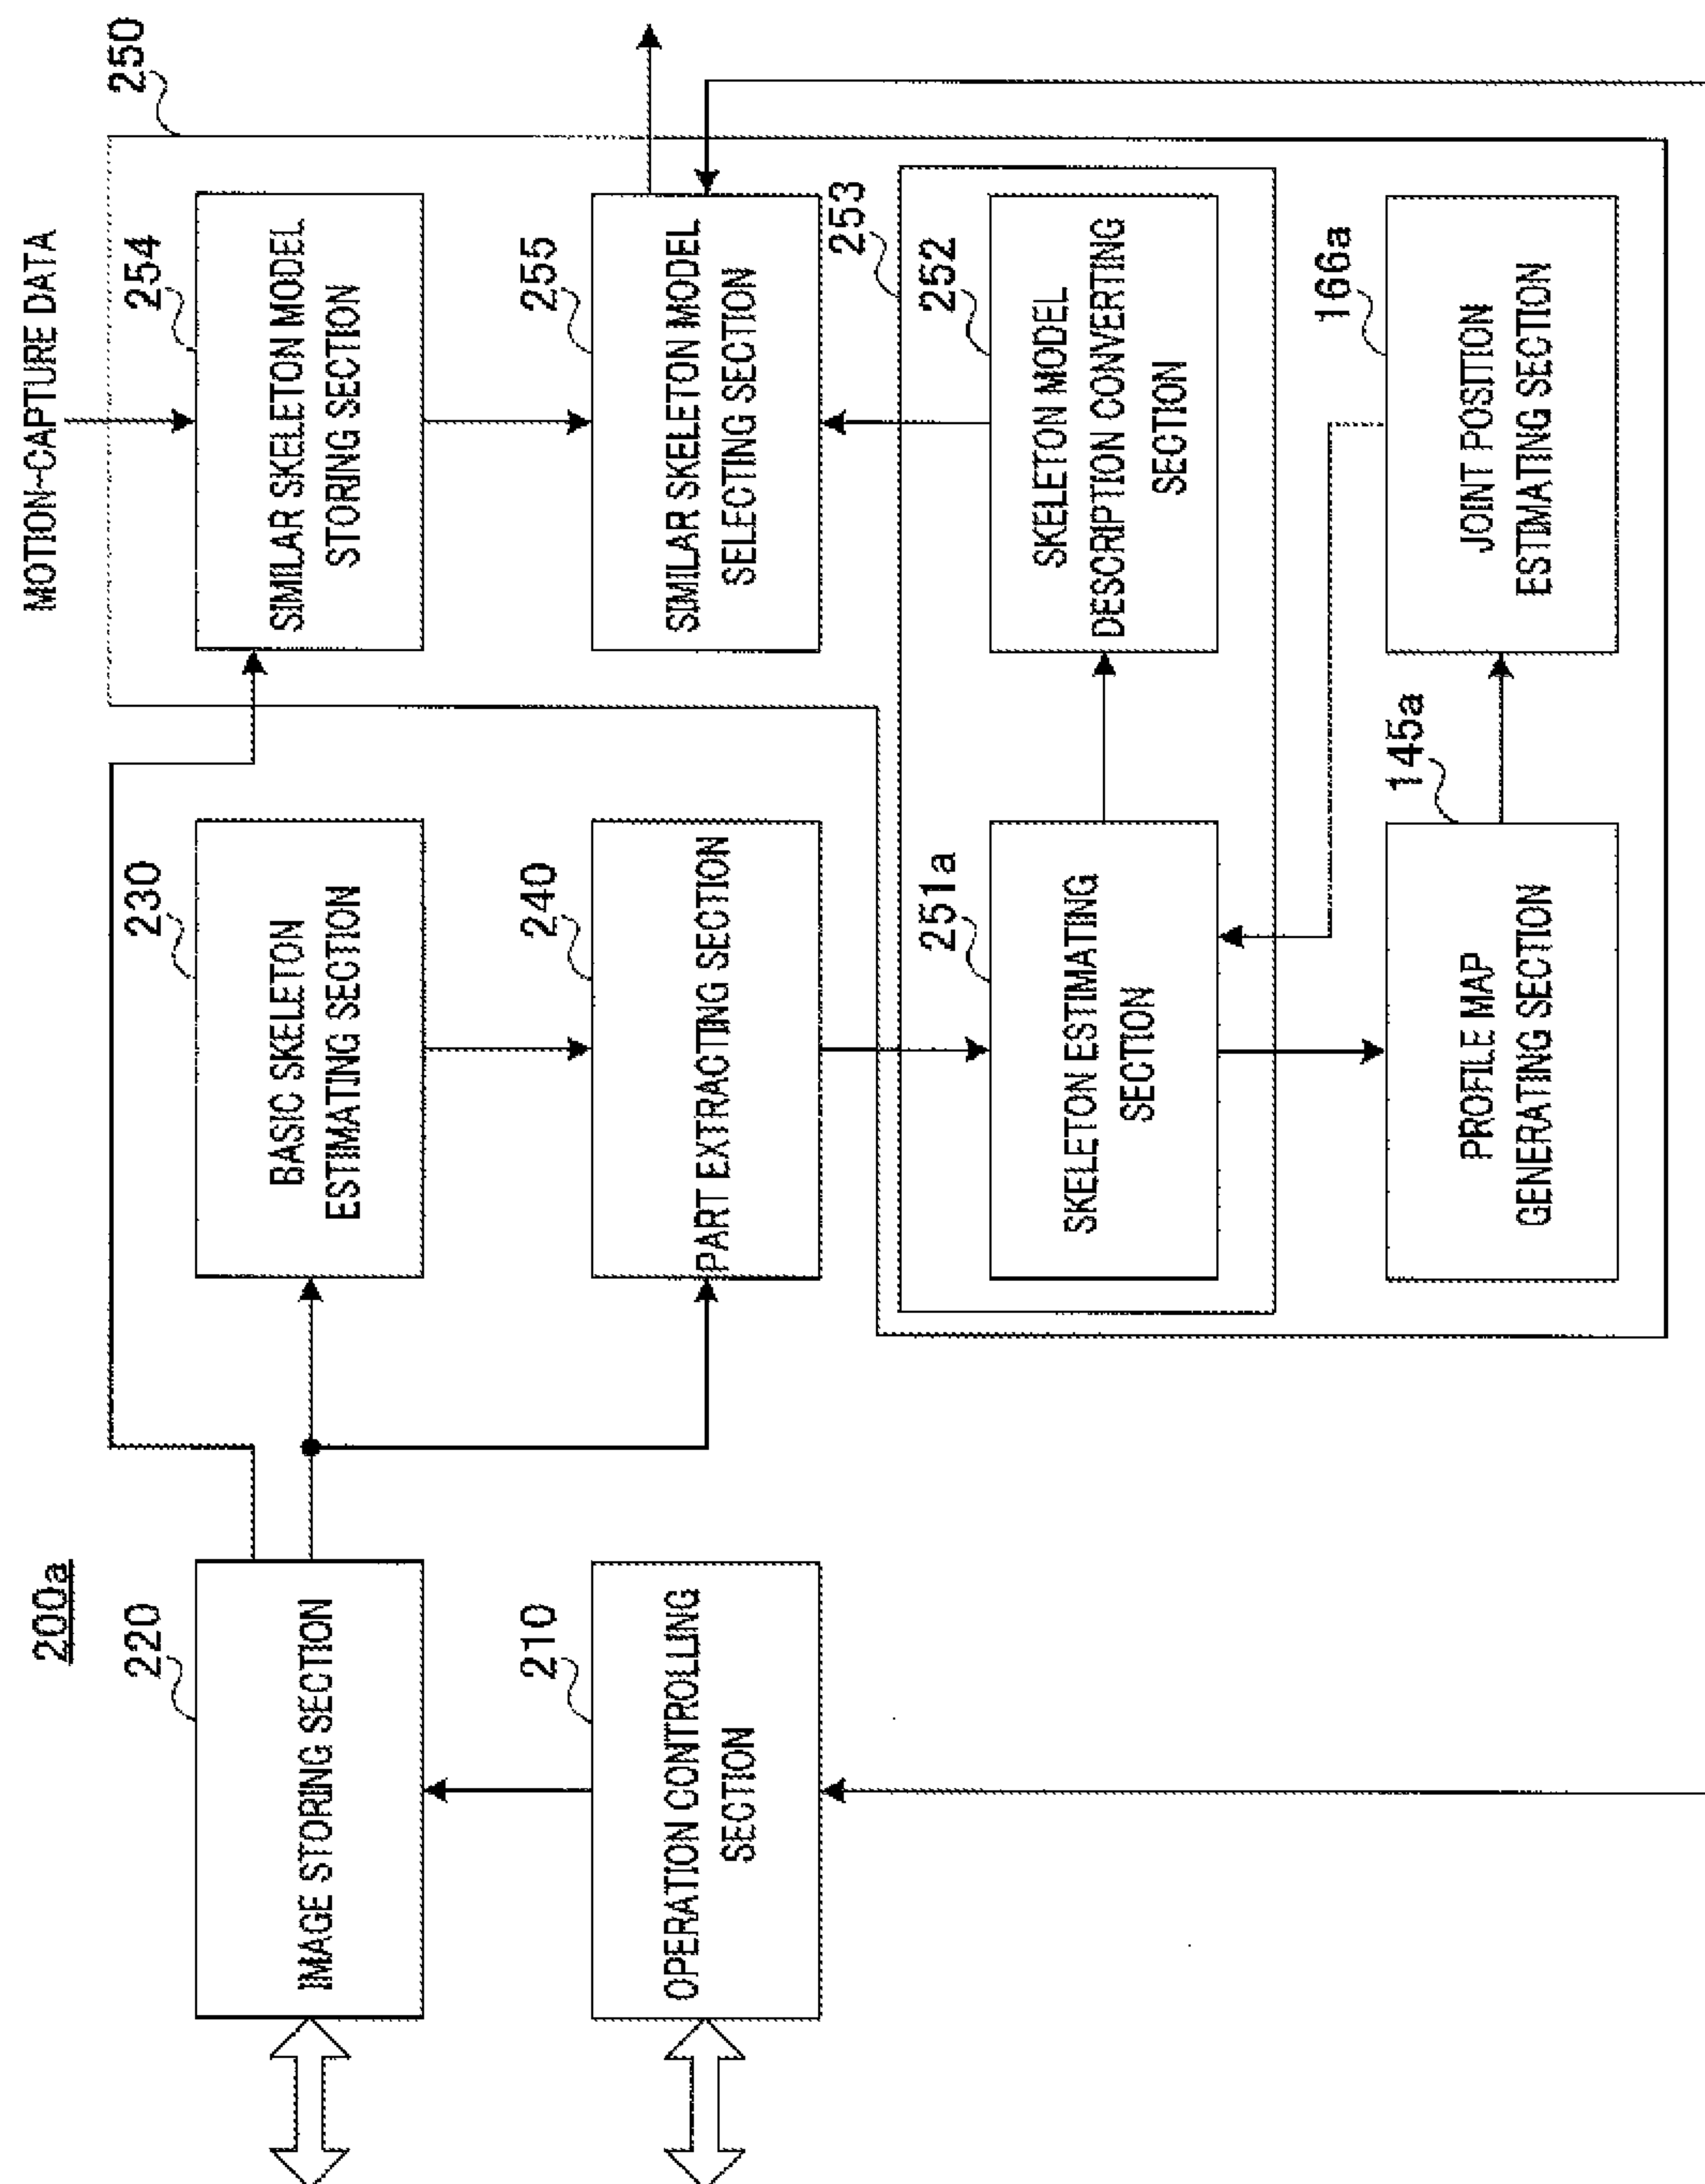 200a
220
IMAGE STORING SECTION
210
OPERATION CONTROLLING
SECTION
230
BASIC SKELETON
ESTIMATING SECTION
240
PART EXTRACTING SECTION
251a
SKELETON ESTIMATING
SECTION
145a
PROFILE MAP
GENERATING SECTION
MOTION-CAPTURE DATA
250
254
SIMILAR SKELETON MODEL
STORING SECTION
255
SIMILAR SKELETON MODEL
SELECTING SECTION
253
252
SKELETON MODEL
DESCRIPTION CONVERTING
SECTION
166a
JOINT POSITION
ESTIMATING SECTION